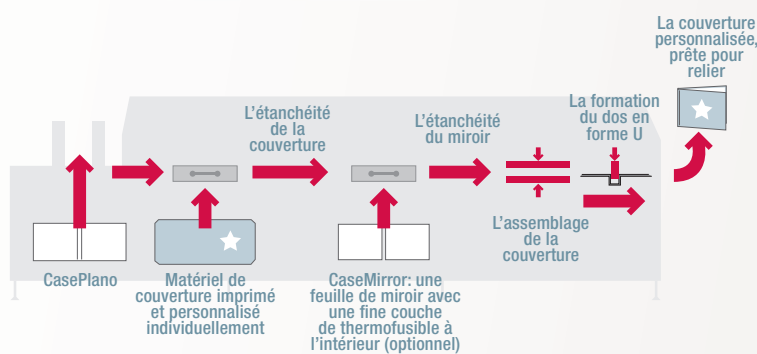 La couverture
personnalisée,
prête pour
relier
L'étanchéité
de la
couverture
L'étanchéité
du miroir
La formation
du dos en
forme U
L'assemblage
de la
couverture
CasePlano
Matériel de
couverture imprimé
et personnalisé
individuellement
CaseMirror: une
feuille de miroir avec
une fine couche
de thermofusible à
l'intérieur (optionnel)